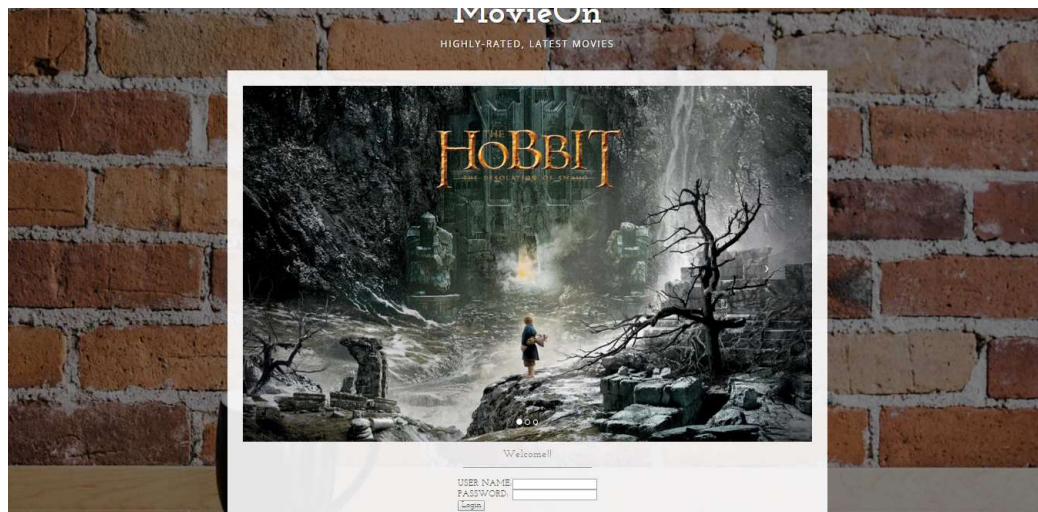 MovieOn
HIGHLY-RATED, LATEST MOVIES
THE
HOBBIT
THE DESOLATION OF SMAUG
Welcome!!
USER NAME:
PASSWORD:
Login